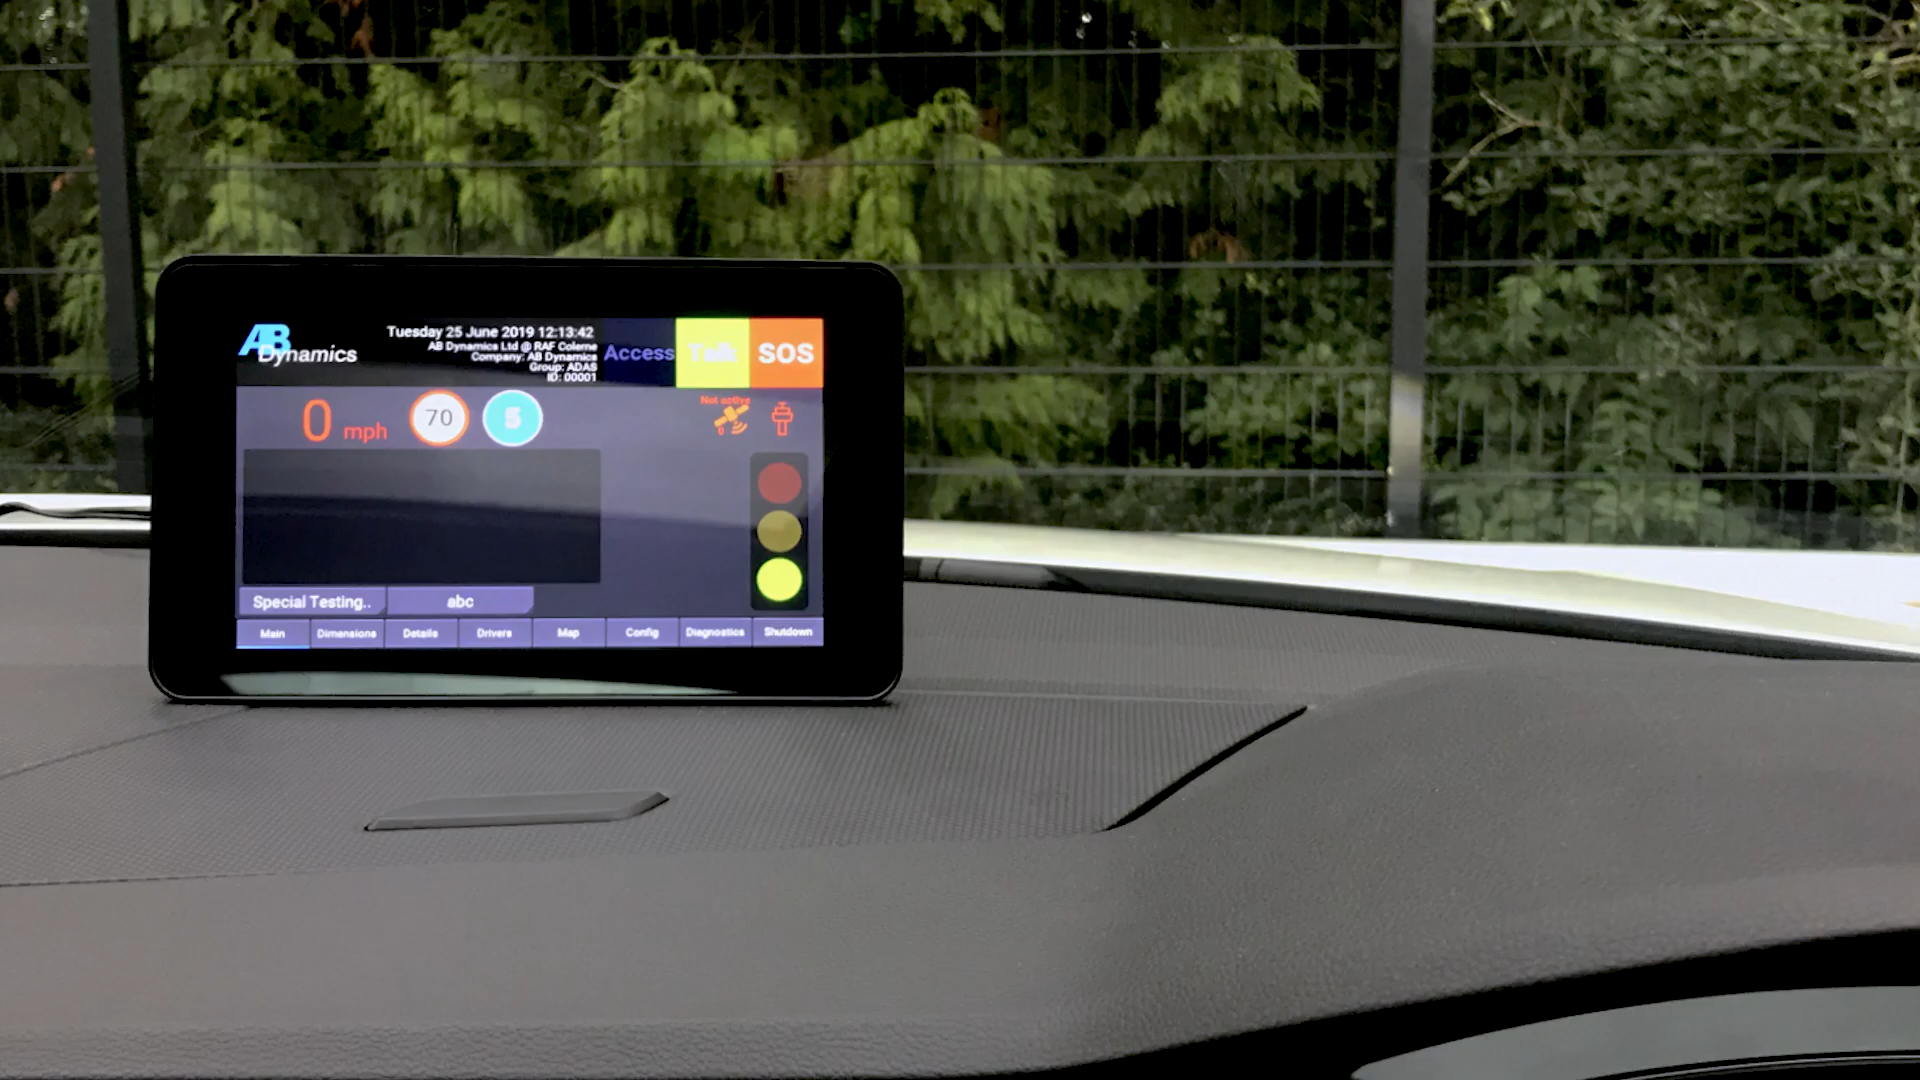 AB Dynamics
Tuesday 25 June 2019 12:13:42
AB Dynamics Ltd @ RAF Colerne
Company: AB Dynamics
Group: ADAS
ID: 00001
Access
Talk
SOS
0 mph
70
5
Not active
0
Special Testing..
abc
Main
Dimensions
Details
Drivers
Map
Config
Diagnostics
Shutdown